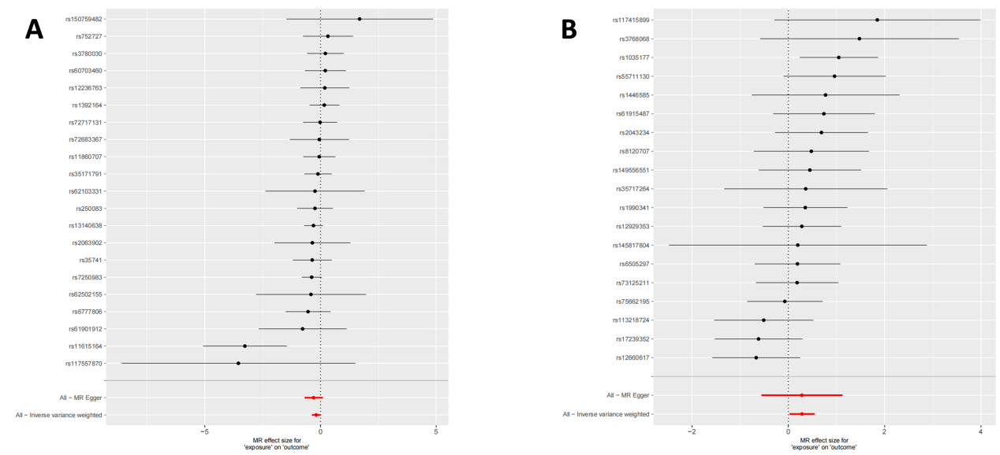 A
rs150759482
rs752727
rs3780030
rs60703460
rs12236763
rs1392164
rs72717131
rs72683367
rs11860707
rs35171791
rs62103331
rs250083
rs13140638
rs2063902
rs35741
rs7250983
rs62502155
rs6777806
rs61901912
rs11615164
rs117557870
All − MR Egger
All − Inverse variance weighted
−5 0 5
MR effect size for
'exposure' on 'outcome'
B
rs117415899
rs3768068
rs1035177
rs55711130
rs1446585
rs61915487
rs2043234
rs8120707
rs149556551
rs35717264
rs1990341
rs12929353
rs145817804
rs6505297
rs73125211
rs75662195
rs113218724
rs17239352
rs12660617
All − MR Egger
All − Inverse variance weighted
−2 0 2 4
MR effect size for
'exposure' on 'outcome'